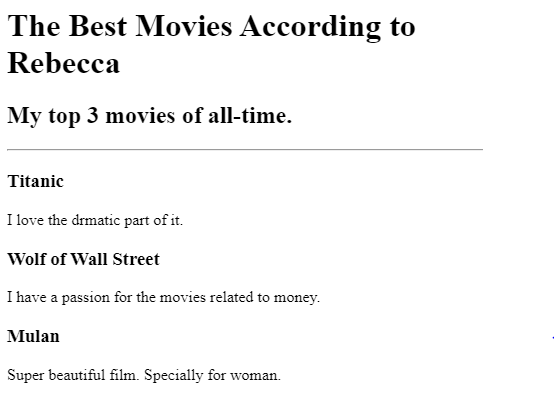 The Best Movies According to
Rebecca
My top 3 movies of all-time.
Titanic
I love the drmatic part of it.
Wolf of Wall Street
I have a passion for the movies related to money.
Mulan
Super beautiful film. Specially for woman.